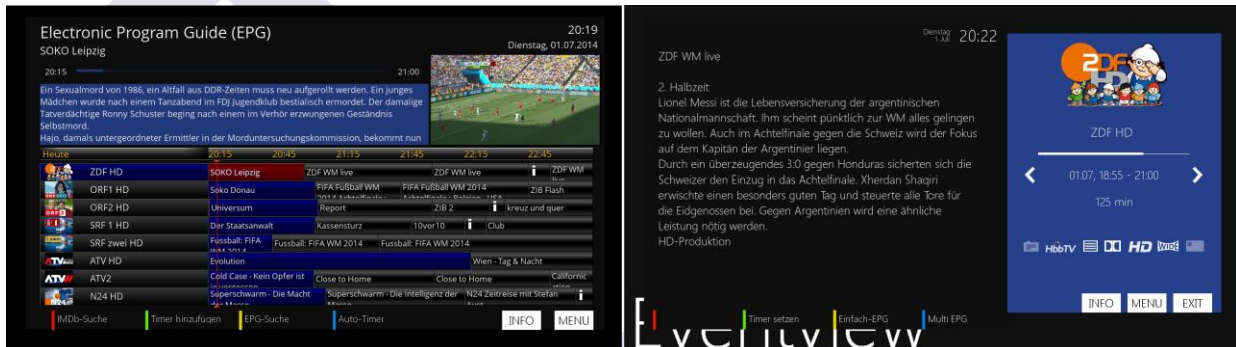 Electronic Program Guide (EPG)
20:19
SOKO Leipzig
Dienstag, 01.07.2014
20:15
21:00
Ein Sexualmord von 1986, ein Altfall aus DDR-Zeiten muss neu aufgerollt werden. Ein junges
Mädchen wurde nach einem Tanzabend im FDJ Jugendklub bestialisch ermordet. Der damalige
Tatverdächtige Ronny Schuster beging nach einem im Verhör erzwungenen Geständnis
Selbstmord.
Hajo, damals untergeordneter Ermittler in der Morduntersuchungskommission, bekommt nun
Heute 20:15 20:45 21:15 21:45 22:15 22:45
ZDF HD SOKO Leipzig ZDF WM live ZDF WM live ZDF WM
ORF1 HD Soko Donau FIFA Fußball WM FIFA Fußball WM 2014 ZIB Flash
ORF2 HD Universum Report ZIB 2 kreuz und quer
SRF 1 HD Der Staatsanwalt Kassensturz 10vor10 Club
SRF zwei HD Fussball: FIFA Fussball: FIFA WM 2014 Fussball: FIFA WM 2014
ATV HD Evolution Wien - Tag & Nacht
ATV2 Cold Case - Kein Opfer ist Close to Home Close to Home Californic
N24 HD Superschwarm - Die Macht Superschwarm - Die Intelligenz der N24 Zeitreise mit Stefan
IMDb-Suche Timer hinzufügen EPG-Suche Auto-Timer INFO MENU
Dienstag
1. Juli
20:22
ZDF WM live
2. Halbzeit
Lionel Messi ist die Lebensversicherung der argentinischen
Nationalmannschaft. Ihm scheint pünktlich zur WM alles gelingen
zu wollen. Auch im Achtelfinale gegen die Schweiz wird der Fokus
auf dem Kapitän der Argentinier liegen.
Durch ein überzeugendes 3:0 gegen Honduras sicherten sich die
Schweizer den Einzug in das Achtelfinale. Xherdan Shaqiri
erwischte einen besonders guten Tag und steuerte alle Tore für
die Eidgenossen bei. Gegen Argentinien wird eine ähnliche
Leistung nötig werden.
HD-Produktion
ZDF
HD
ZDF HD
01.07, 18:55 - 21:00
125 min
HbbTV HD WIDE
INFO MENU EXIT
Timer setzen Einfach-EPG Multi EPG
Eventview